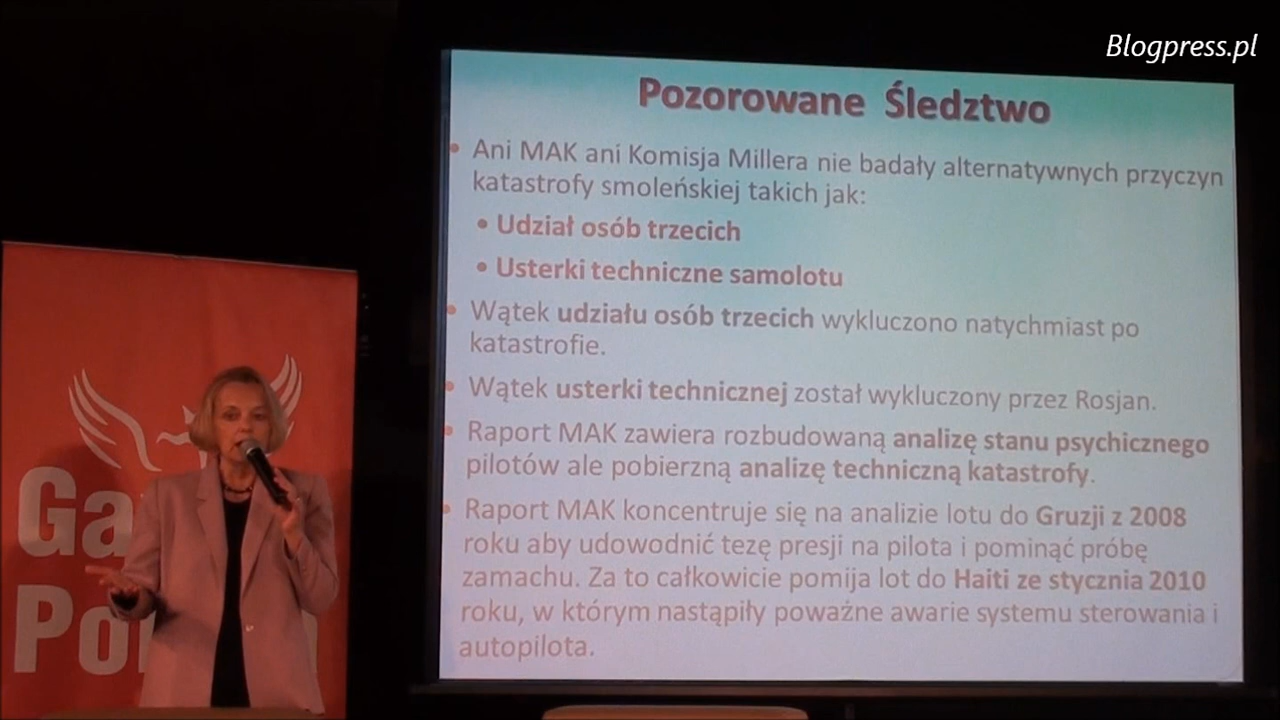 Blogpress.pl
Pozorowane Śledztwo
• Ani MAK ani Komisja Millera nie badały alternatywnych przyczyn
katastrofy smoleńskiej takich jak:
• Udział osób trzecich
• Usterki techniczne samolotu
• Wątek udziału osób trzecich wykluczono natychmiast po
katastrofie.
• Wątek usterki technicznej został wykluczony przez Rosjan.
• Raport MAK zawiera rozbudowaną analizę stanu psychicznego
pilotów ale pobierzną analizę techniczną katastrofy.
• Raport MAK koncentruje się na analizie lotu do Gruzji z 2008
roku aby udowodnić tezę presji na pilota i pominąć próbę
zamachu. Za to całkowicie pomija lot do Haiti ze stycznia 2010
roku, w którym nastąpiły poważne awarie systemu sterowania i
autopilota.